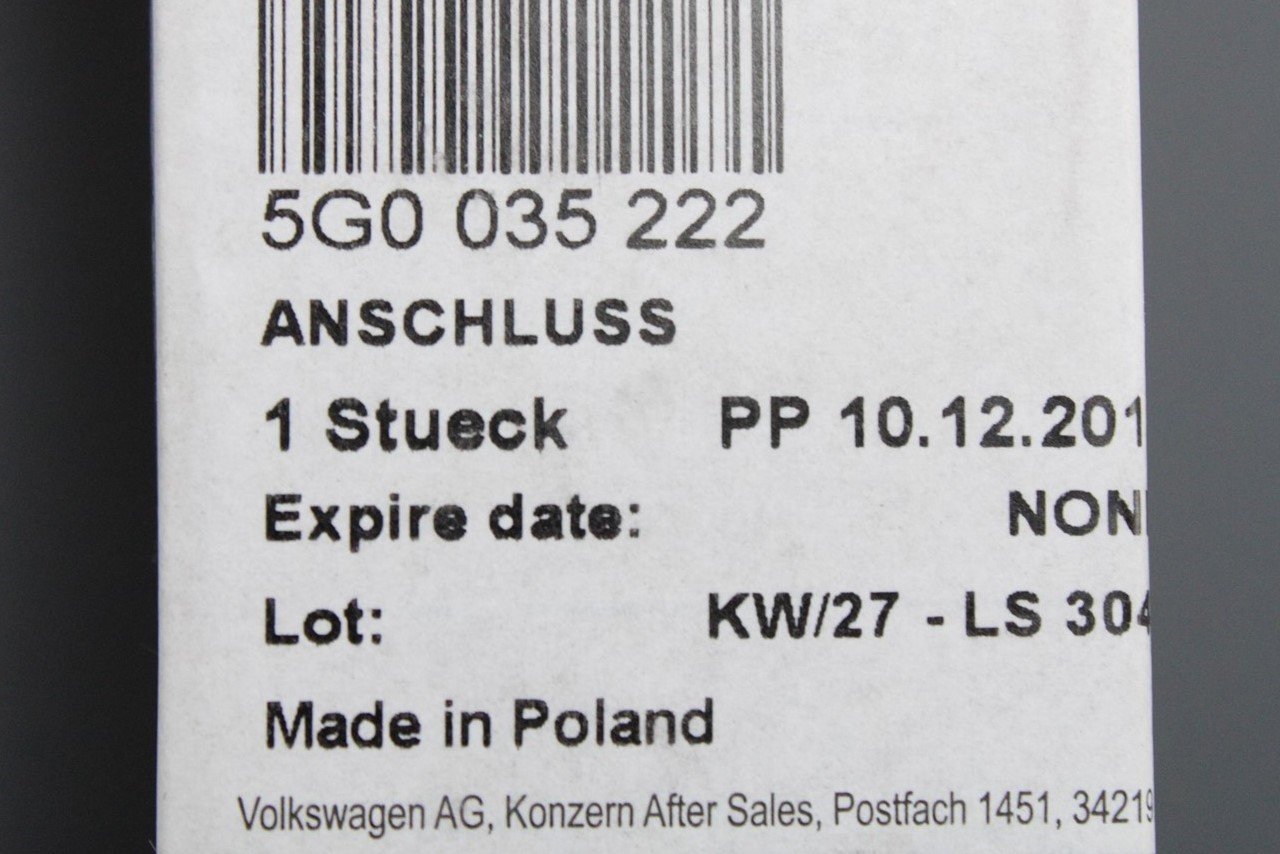 5G0 035 222
ANSCHLUSS
1 Stueck PP 10.12.201
Expire date: NON
Lot: KW/27 - LS 304
Made in Poland
Volkswagen AG, Konzern After Sales, Postfach 1451, 34219